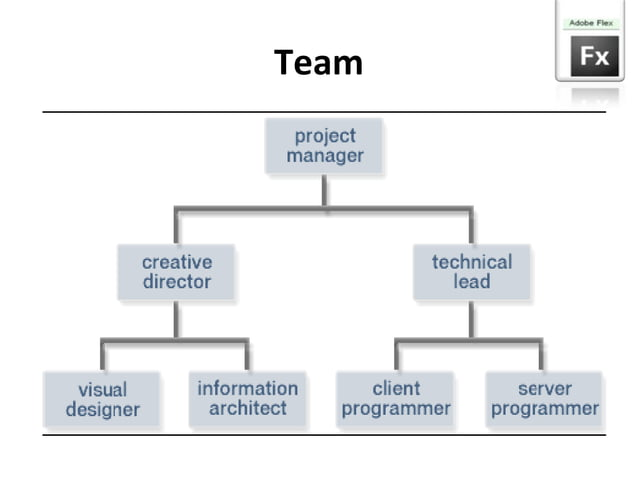 Adobe Flex
Fx
Team
project
manager
creative
director
technical
lead
visual
designer
information
architect
client
programmer
server
programmer